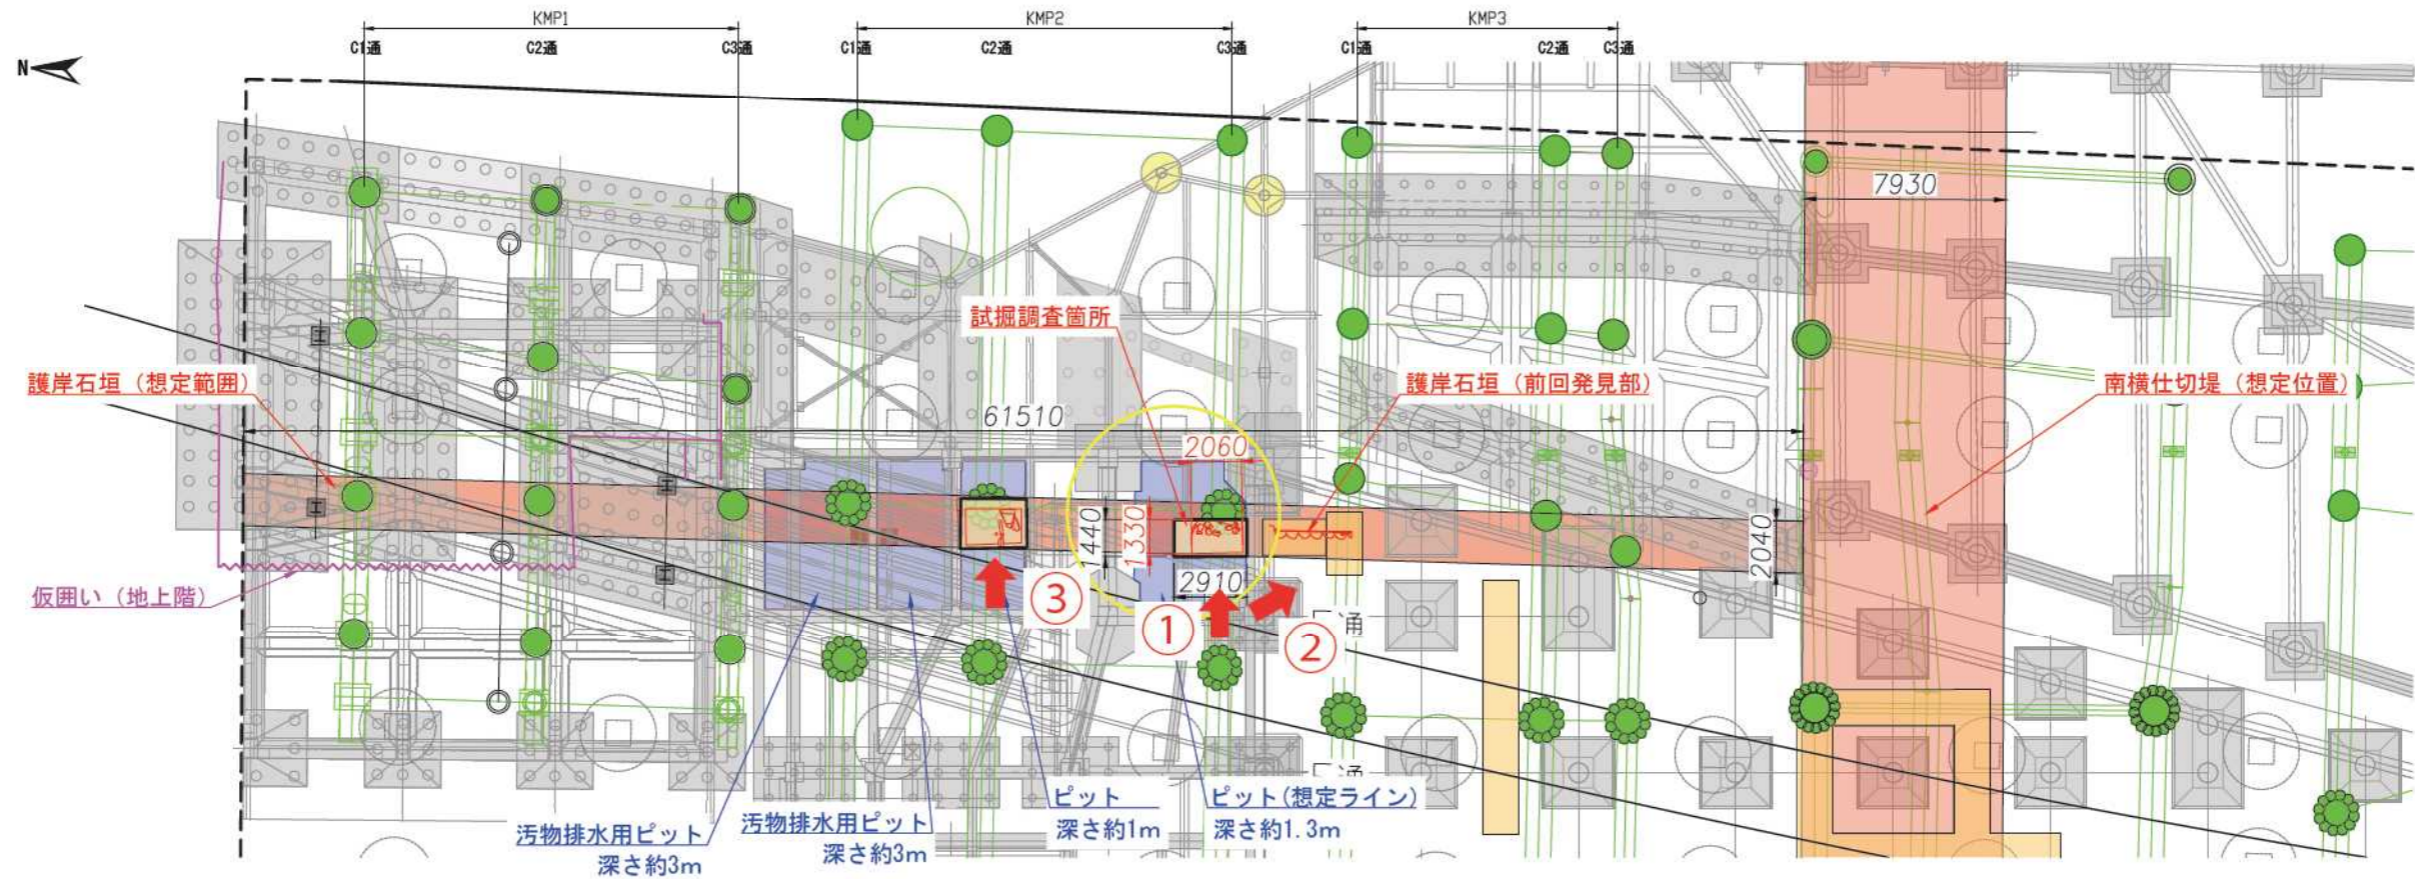 KMP1 KMP2 KMP3
C1通 C2通 C3通 C1通 C2通 C3通 C1通 C2通 C3通
N
7930
試掘調査箇所
護岸石垣（想定範囲）
護岸石垣（前回発見部）
南横仕切堤（想定位置）
61510
2060
1440
1330
2040
2910
仮囲い（地上階）
③
①
②
通
通
ピット
深さ約1m
ピット(想定ライン)
深さ約1.3m
汚物排水用ピット
深さ約3m
汚物排水用ピット
深さ約3m